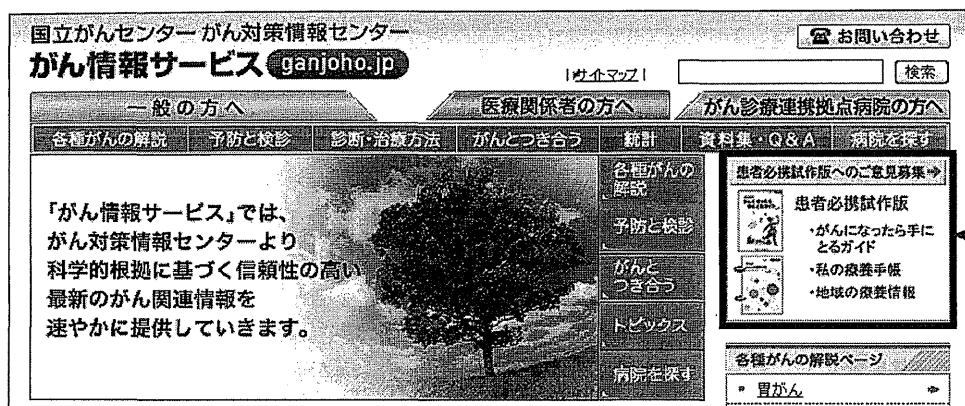 国立がんセンター がん対策情報センター
がん情報サービス ganjoho.jp
☎ お問い合わせ
| サイトマップ |
検索
一般の方へ
医療関係者の方へ
がん診療連携拠点病院の方へ
各種がんの解説 予防と検診 診断・治療方法 がんとつき合う 統計 資料集・Q&A 病院を探す
「がん情報サービス」では、
がん対策情報センターより
科学的根拠に基づく信頼性の高い
最新のがん関連情報を
速やかに提供していきます。
各種がんの
解説
予防と検診
がんと
つき合う
トピックス
病院を探す
患者必携試作版へのご意見募集
患者必携試作版
・がんになったら手に
とるガイド
・私の療養手帳
・地域の療養情報
各種がんの解説ページ
胃がん